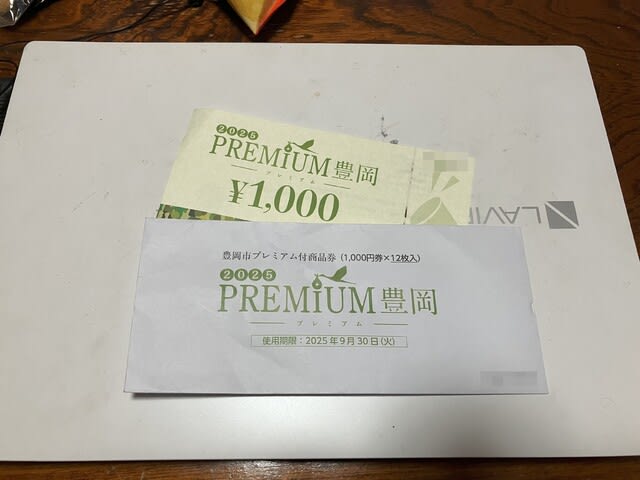 2025
PREMIUM豊岡
プレミアム
¥1,000
豊岡市プレミアム付商品券（1,000円券×12枚入）
2025
PREMIUM豊岡
プレミアム
使用期限：2025年9月30日（火）